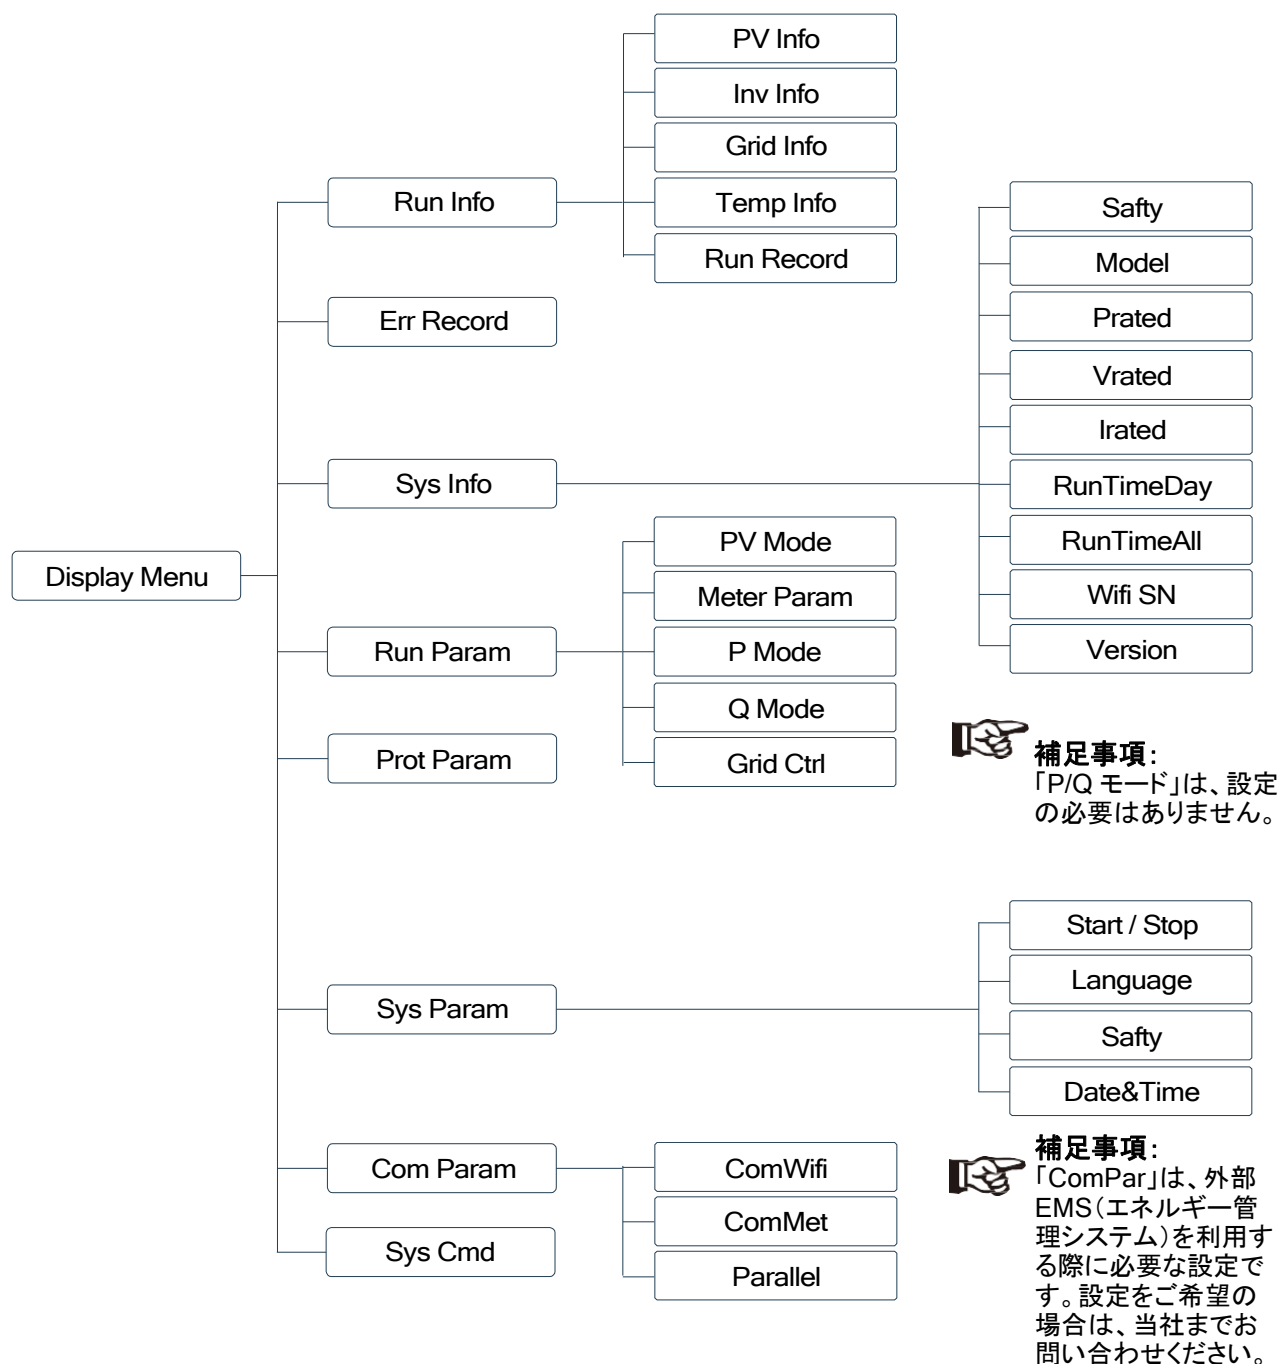 Display Menu
Run Info
PV Info
Inv Info
Grid Info
Temp Info
Run Record
Err Record
Sys Info
Safty
Model
Prated
Vrated
Irated
RunTimeDay
RunTimeAll
Wifi SN
Version
Run Param
PV Mode
Meter Param
P Mode
Q Mode
Grid Ctrl
補足事項：
「P/Q モード」は、設定
の必要はありません。
Prot Param
Sys Param
Start / Stop
Language
Safty
Date&Time
Com Param
ComWifi
ComMet
Parallel
補足事項：
「ComPar」は、外部
EMS（エネルギー管
理システム）を利用す
る際に必要な設定で
す。設定をご希望の
場合は、当社までお
問い合わせください。
Sys Cmd